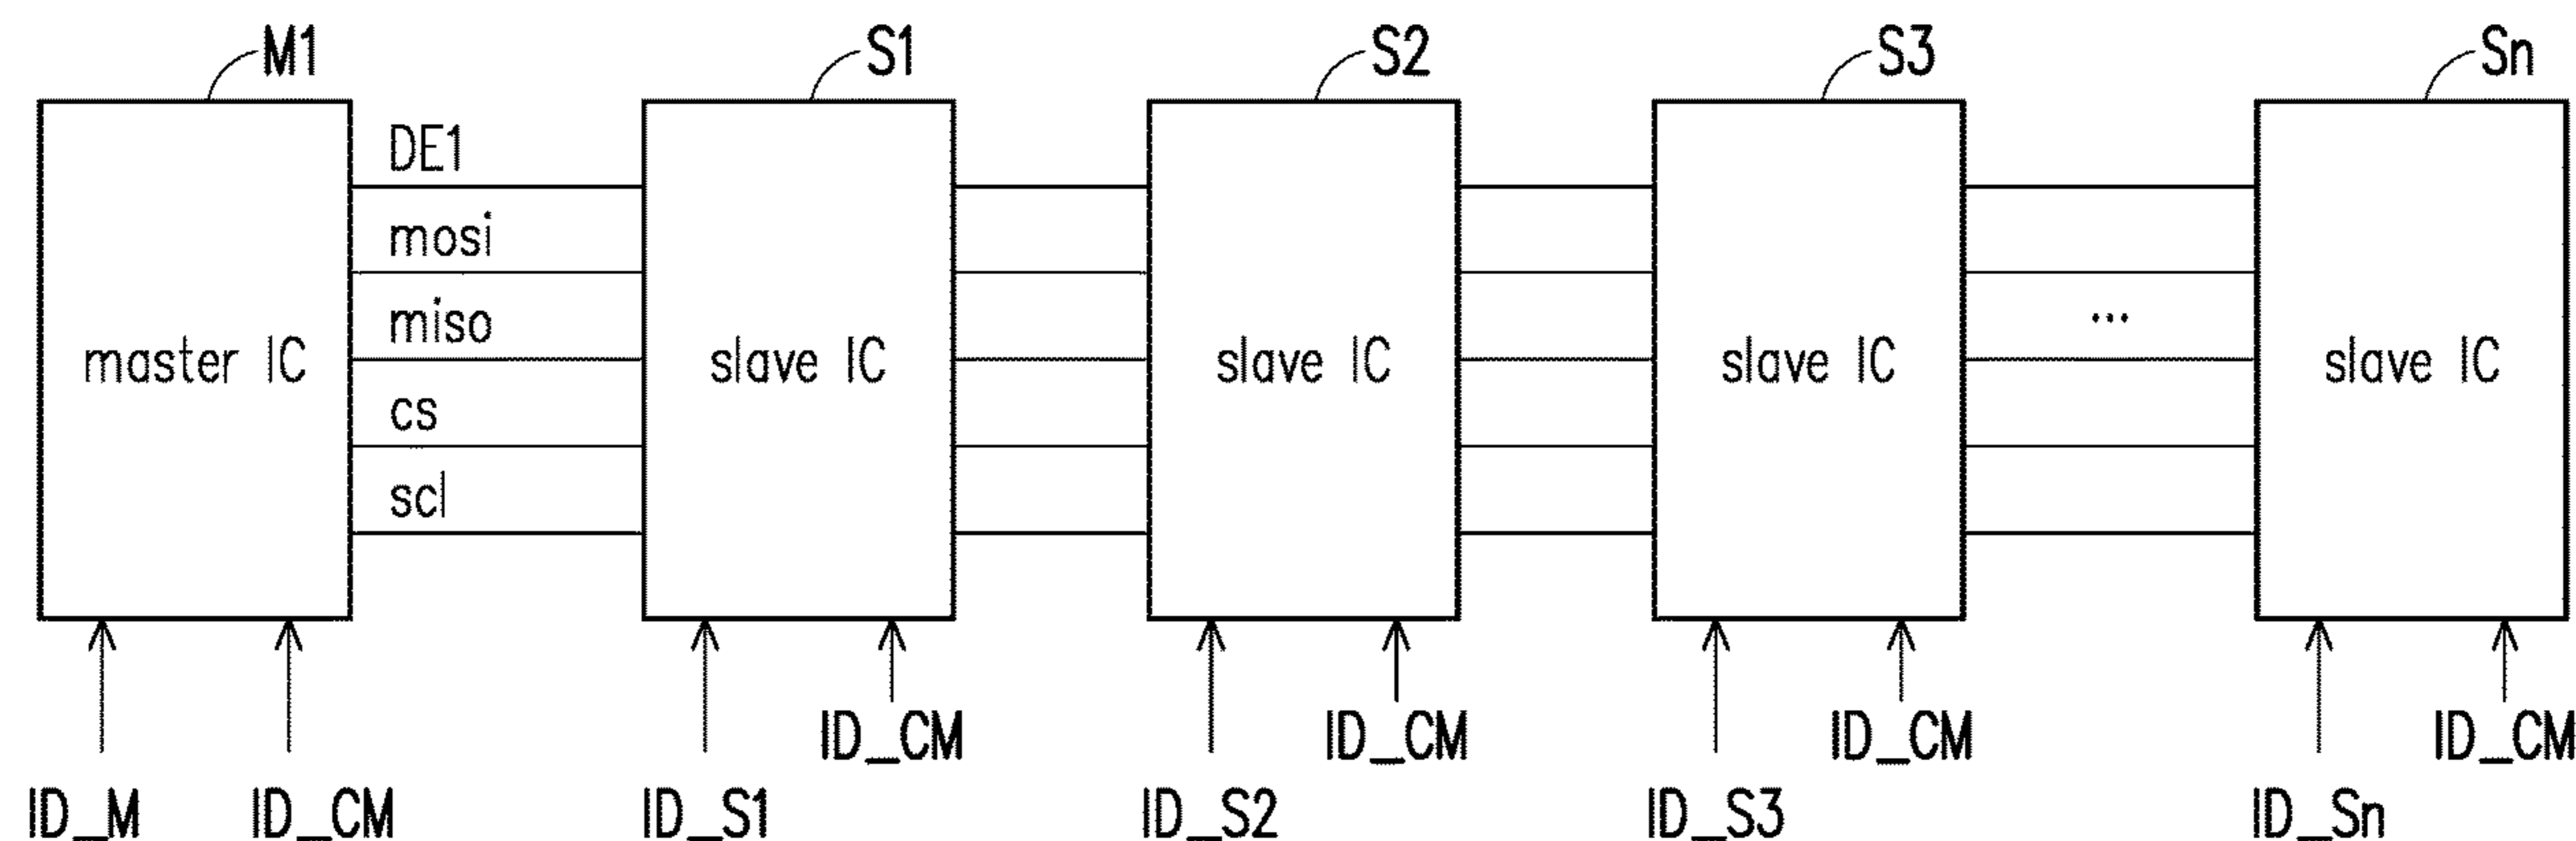 M1
S1
S2
S3
Sn
DE1
mosi
miso
cs
scl
master IC
slave IC
slave IC
slave IC
...
slave IC
ID_CM
ID_CM
ID_CM
ID_CM
ID_M
ID_CM
ID_S1
ID_S2
ID_S3
ID_Sn